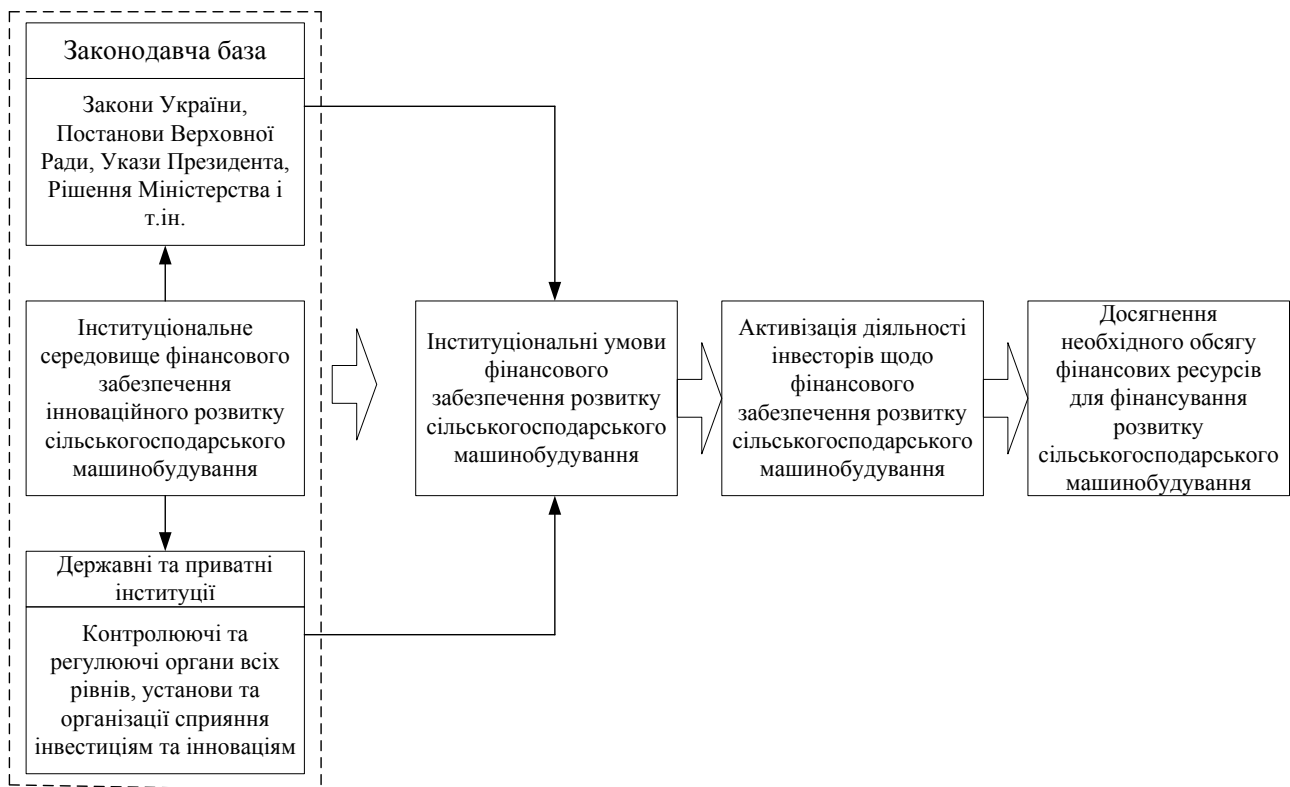 Законодавча база
Закони України,
Постанови Верховної
Ради, Укази Президента,
Рішення Міністерства і
т.ін.
Інституціональне
середовище фінансового
забезпечення
інноваційного розвитку
сільськогосподарського
машинобудування
Державні та приватні
інституції
Контролюючі та
регулюючі органи всіх
рівнів, установи та
організації сприяння
інвестиціям та інноваціям
Інституціональні умови
фінансового
забезпечення розвитку
сільськогосподарського
машинобудування
Активізація діяльності
інвесторів щодо
фінансового
забезпечення розвитку
сільськогосподарського
машинобудування
Досягнення
необхідного обсягу
фінансових ресурсів
для фінансування
розвитку
сільськогосподарського
машинобудування